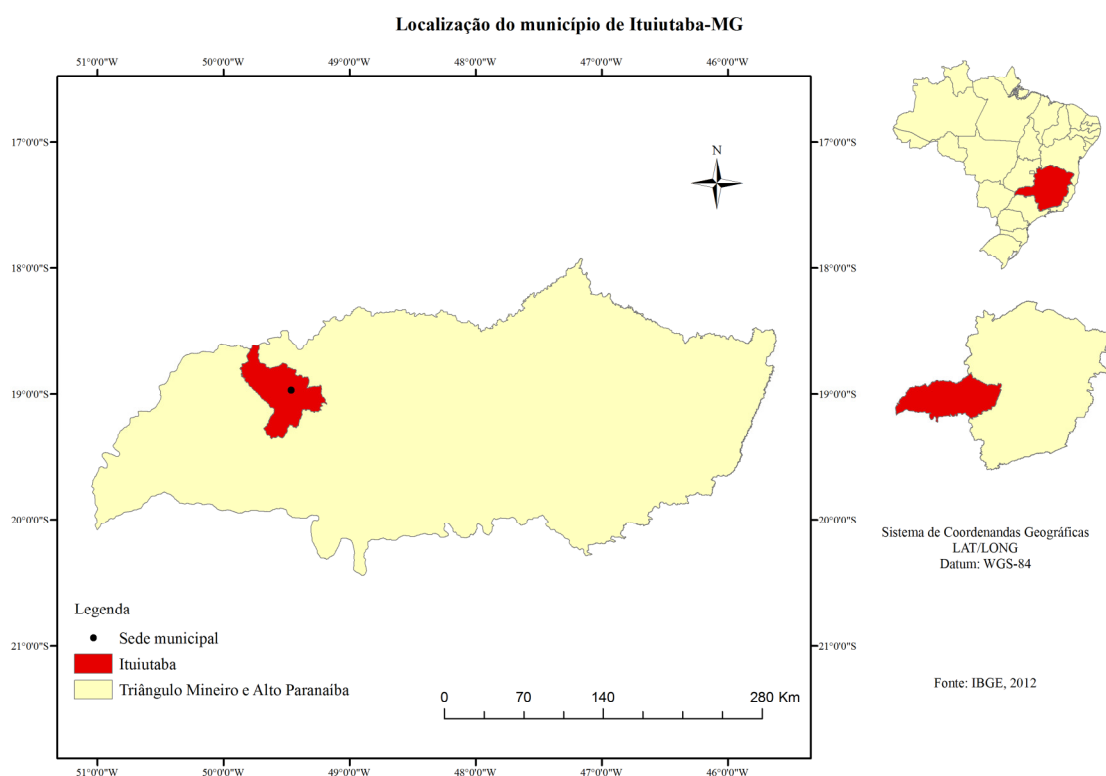 Localização do município de Ituiutaba-MG
51°0'0"W 50°0'0"W 49°0'0"W 48°0'0"W 47°0'0"W 46°0'0"W
17°0'0"S 17°0'0"S
N
18°0'0"S 18°0'0"S
19°0'0"S 19°0'0"S
20°0'0"S 20°0'0"S
21°0'0"S 21°0'0"S
Legenda
Sede municipal
Ituiutaba
Triângulo Mineiro e Alto Paranaíba
0 70 140 280 Km
51°0'0"W 50°0'0"W 49°0'0"W 48°0'0"W 47°0'0"W 46°0'0"W
Sistema de Coordenandas Geográficas
LAT/LONG
Datum: WGS-84
Fonte: IBGE, 2012